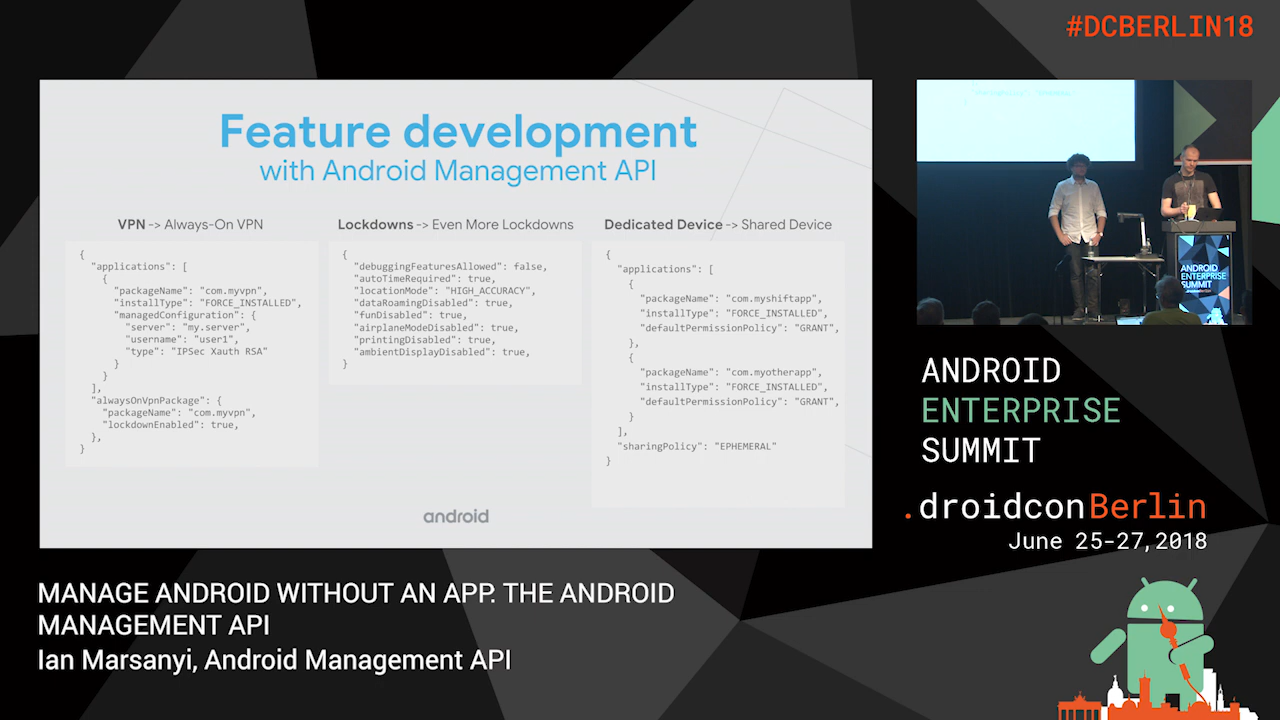 #DCBERLIN18
Feature development
with Android Management API
VPN -> Always-On VPN
{
"applications": [
{
"packageName": "com.myvpn",
"installType": "FORCE_INSTALLED",
"managedConfiguration": {
"server": "my.server",
"username": "user1",
"type": "IPSec Xauth RSA"
}
}
],
"alwaysOnVpnPackage": {
"packageName": "com.myvpn",
"lockdownEnabled": true,
},
}
Lockdowns -> Even More Lockdowns
{
"debuggingFeaturesAllowed": false,
"autoTimeRequired": true,
"locationMode": "HIGH_ACCURACY",
"dataRoamingDisabled": true,
"funDisabled": true,
"airplaneModeDisabled": true,
"printingDisabled": true,
"ambientDisplayDisabled": true,
}
Dedicated Device -> Shared Device
{
"applications": [
{
"packageName": "com.myshiftapp",
"installType": "FORCE_INSTALLED",
"defaultPermissionPolicy": "GRANT",
},
{
"packageName": "com.myotherapp",
"installType": "FORCE_INSTALLED",
"defaultPermissionPolicy": "GRANT",
}
],
"sharingPolicy": "EPHEMERAL"
}
android
ANDROID
ENTERPRISE
SUMMIT
ANDROID
ENTERPRISE
SUMMIT
.droidconBerlin
June 25-27,2018
MANAGE ANDROID WITHOUT AN APP: THE ANDROID
MANAGEMENT API
Ian Marsanyi, Android Management API